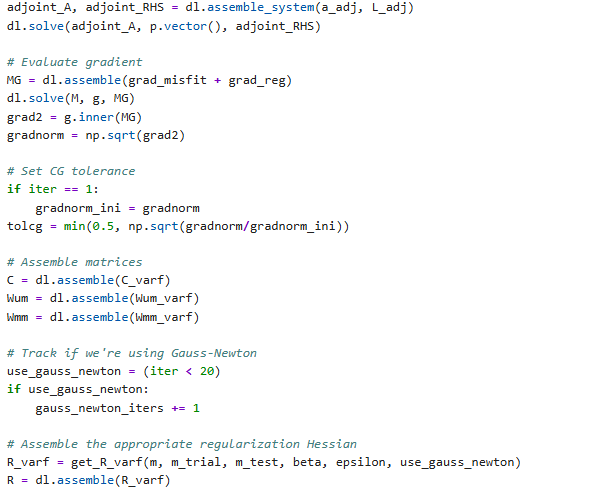 adjoint_A, adjoint_RHS = dl.assemble_system(a_adj, L_adj)
dl.solve(adjoint_A, p.vector(), adjoint_RHS)

# Evaluate gradient
MG = dl.assemble(grad_misfit + grad_reg)
dl.solve(M, g, MG)
grad2 = g.inner(MG)
gradnorm = np.sqrt(grad2)

# Set CG tolerance
if iter == 1:
    gradnorm_ini = gradnorm
tolcg = min(0.5, np.sqrt(gradnorm/gradnorm_ini))

# Assemble matrices
C = dl.assemble(C_varf)
Wum = dl.assemble(Wum_varf)
Wmm = dl.assemble(Wmm_varf)

# Track if we're using Gauss-Newton
use_gauss_newton = (iter < 20)
if use_gauss_newton:
    gauss_newton_iters += 1

# Assemble the appropriate regularization Hessian
R_varf = get_R_varf(m, m_trial, m_test, beta, epsilon, use_gauss_newton)
R = dl.assemble(R_varf)